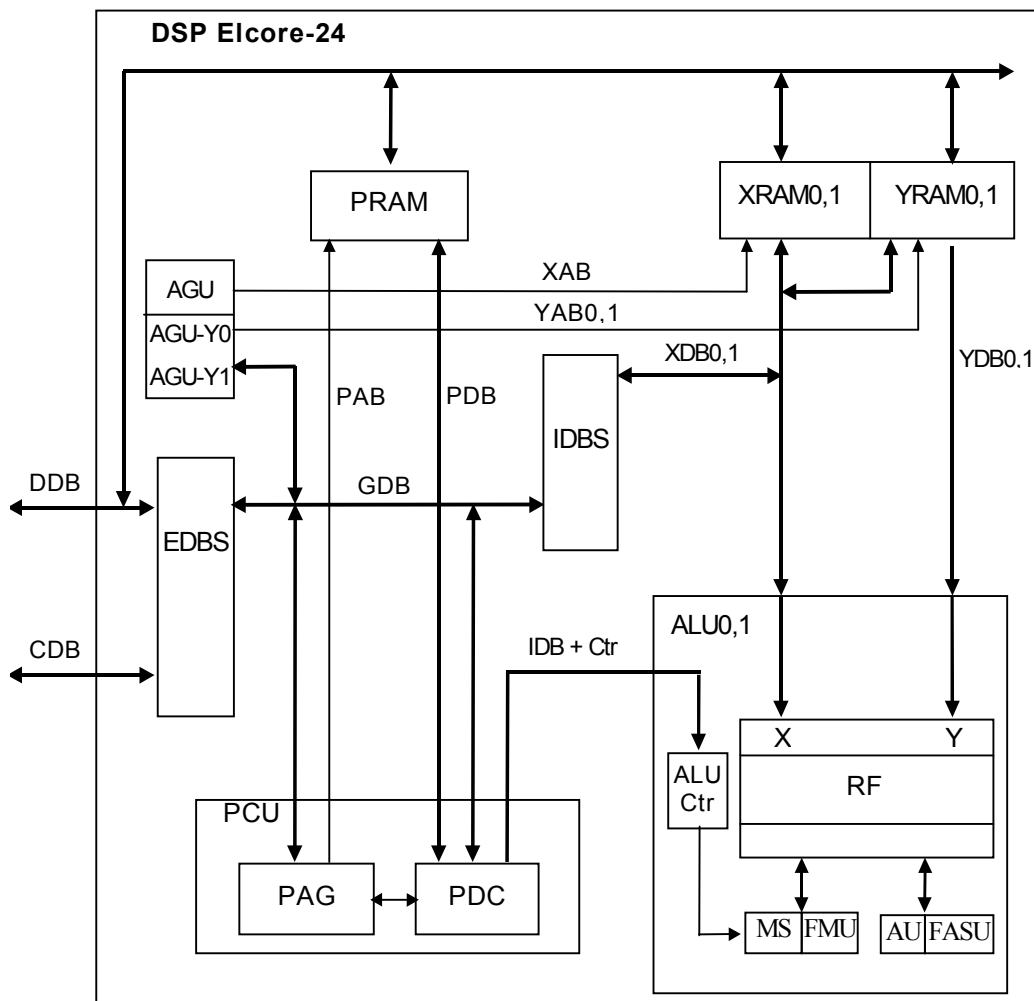 DSP Elcore-24
PRAM
XRAM0,1
YRAM0,1
AGU
XAB
AGU-Y0
YAB0,1
AGU-Y1
XDB0,1
YDB0,1
PAB
PDB
IDBS
DDB
GDB
EDBS
CDB
IDB + Ctr
ALU0,1
X
Y
ALU
Ctr
RF
PCU
PAG
PDC
MS
FMU
AU
FASU